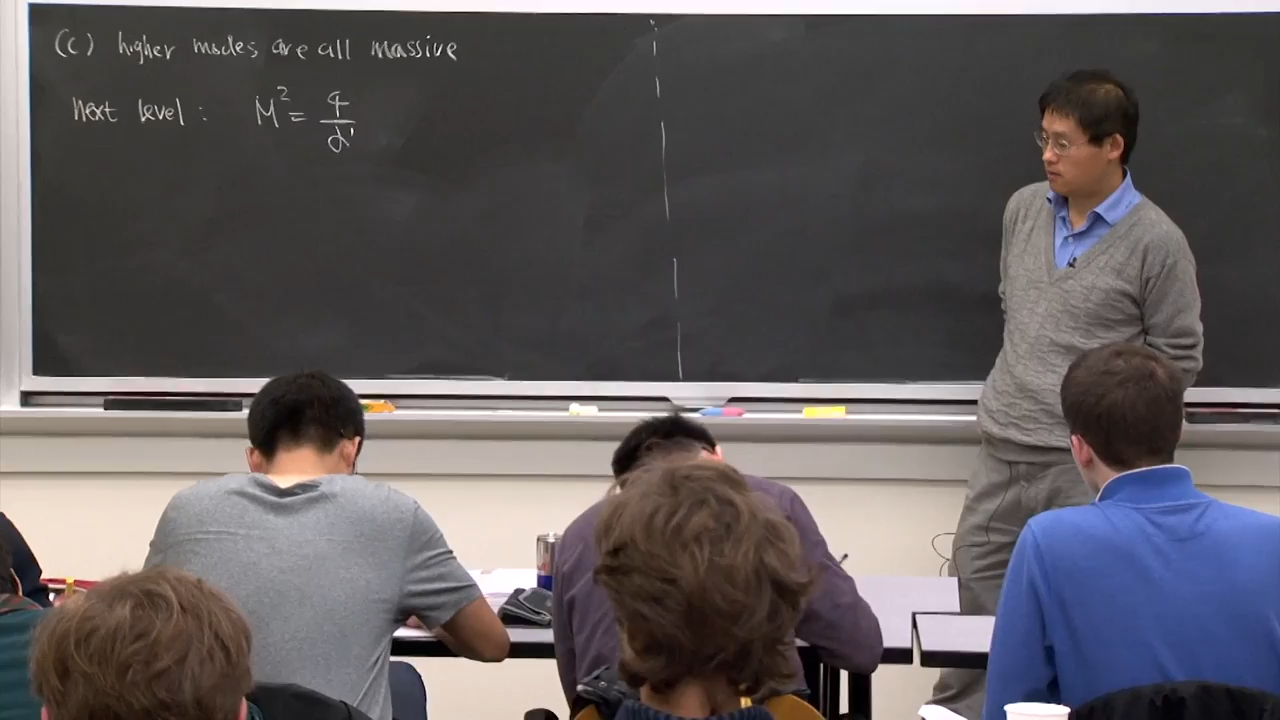 (c) higher modes are all massive
Next level : M² = 4/α'